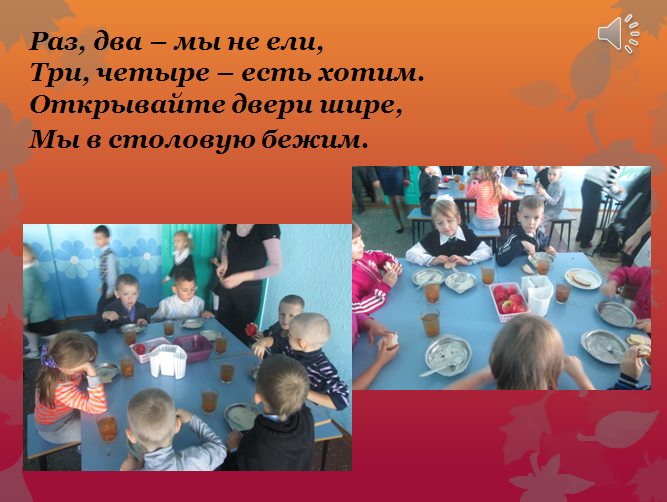 Раз, два – мы не ели,
Три, четыре – есть хотим.
Открывайте двери шире,
Мы в столовую бежим.